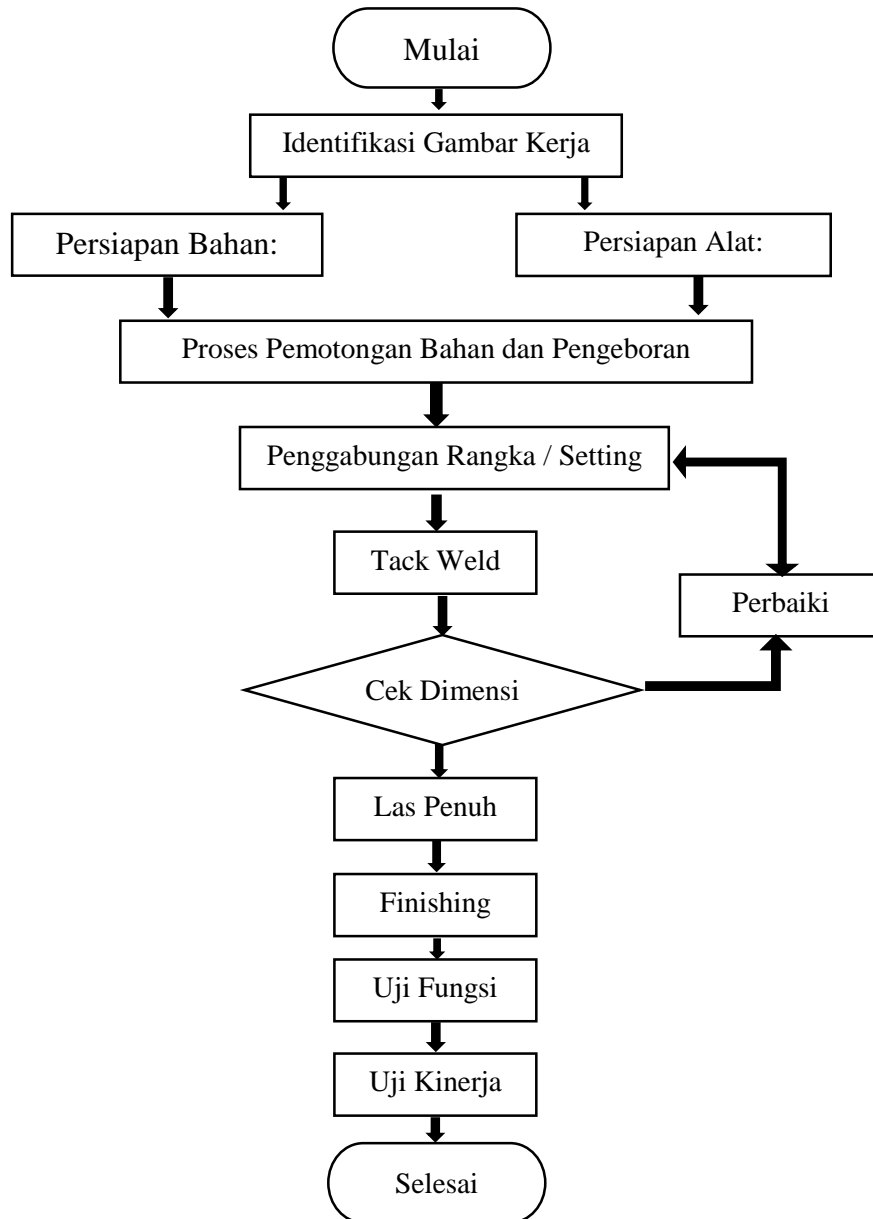 Mulai
Identifikasi Gambar Kerja
Persiapan Bahan:
Persiapan Alat:
Proses Pemotongan Bahan dan Pengeboran
Penggabungan Rangka / Setting
Tack Weld
Perbaiki
Cek Dimensi
Las Penuh
Finishing
Uji Fungsi
Uji Kinerja
Selesai